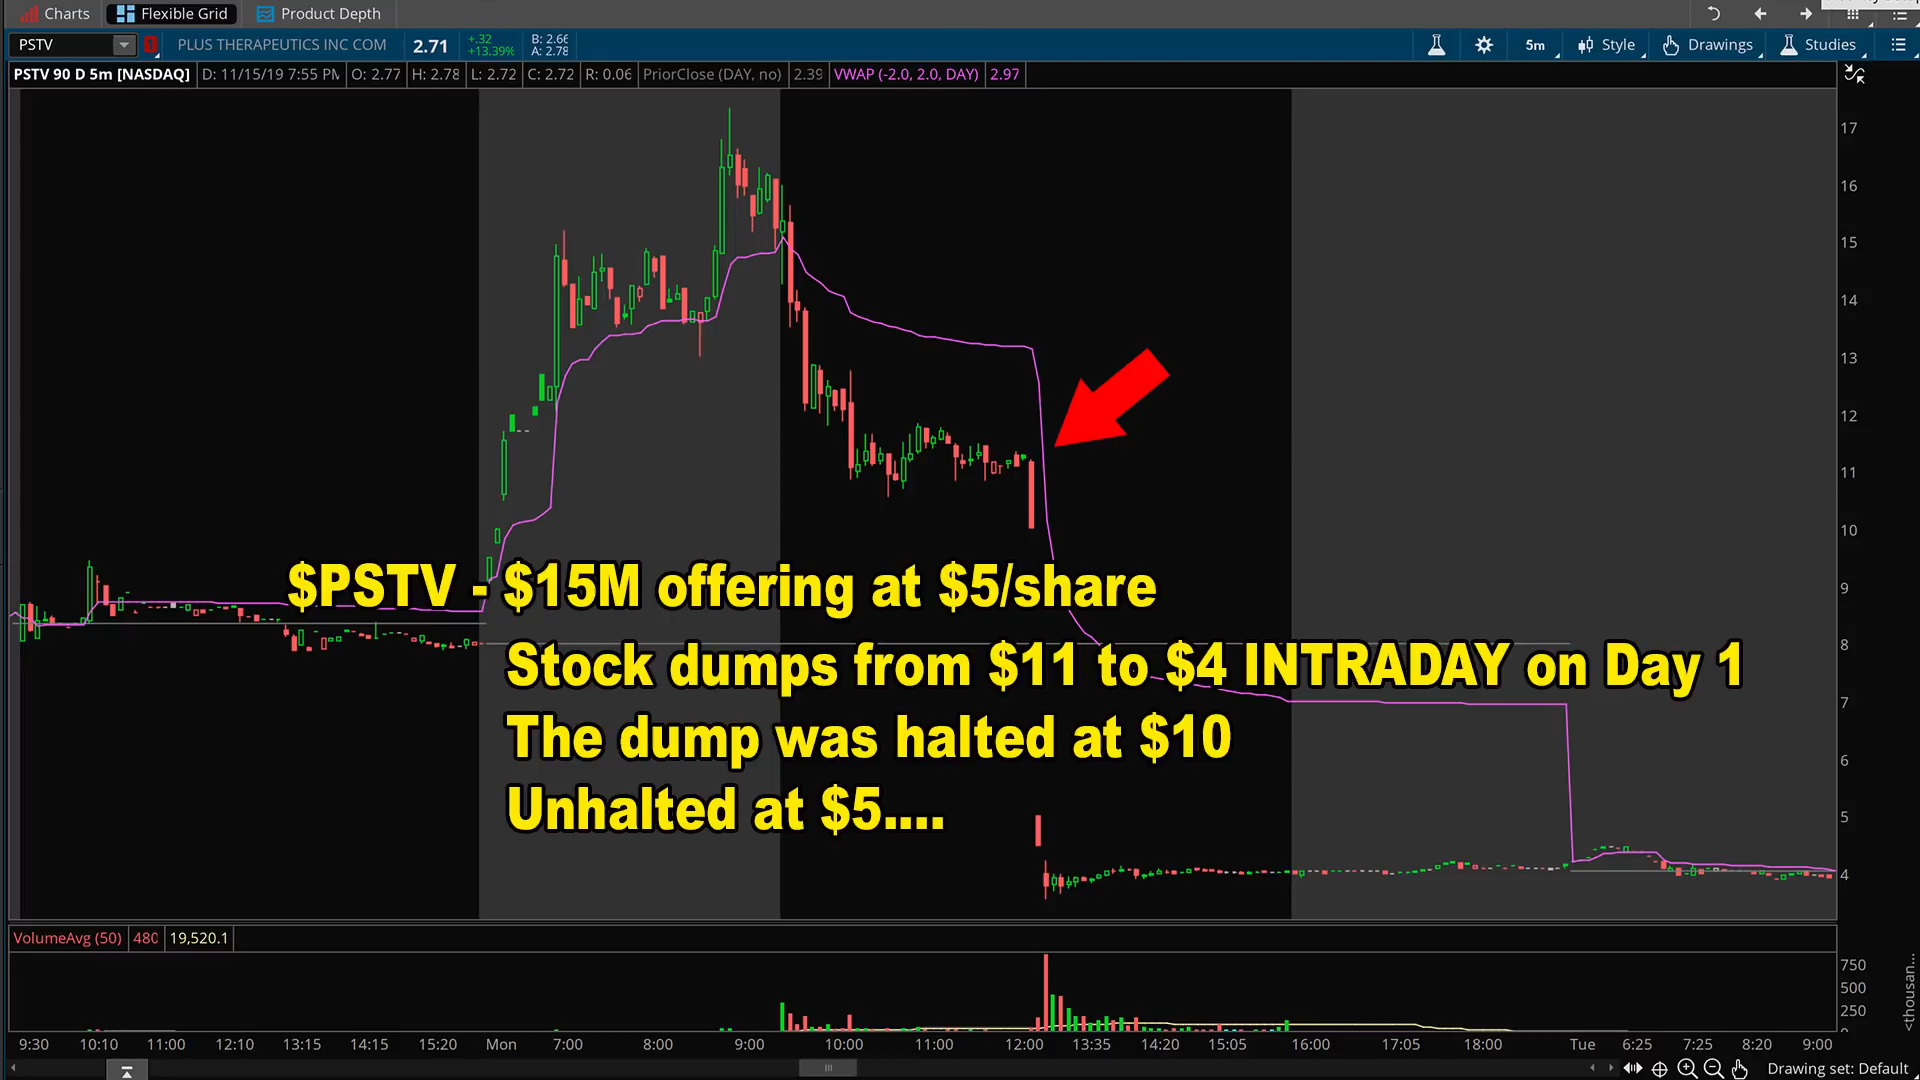 Charts Flexible Grid Product Depth
PSTV 1 PLUS THERAPEUTICS INC COM 2.71 +.32 +13.39% B: 2.66 A: 2.78 5m Style Drawings Studies
PSTV 90 D 5m [NASDAQ] D: 11/15/19 7:55 PM O: 2.77 H: 2.78 L: 2.72 C: 2.72 R: 0.06 PriorClose (DAY, no) 2.39 VWAP (-2.0, 2.0, DAY) 2.97
17
16
15
14
13
12
11
10
9
$PSTV - $15M offering at $5/share
8
Stock dumps from $11 to $4 INTRADAY on Day 1
7
The dump was halted at $10
6
Unhalted at $5....
5
4
VolumeAvg (50) 480 19,520.1
750
500
250
<thousan...
9:30 10:10 11:00 12:10 13:15 14:15 15:20 Mon 7:00 8:00 9:00 10:00 11:00 12:00 13:35 14:20 15:05 16:00 17:05 18:00 Tue 6:25 7:25 8:20 9:00
Drawing set: Default